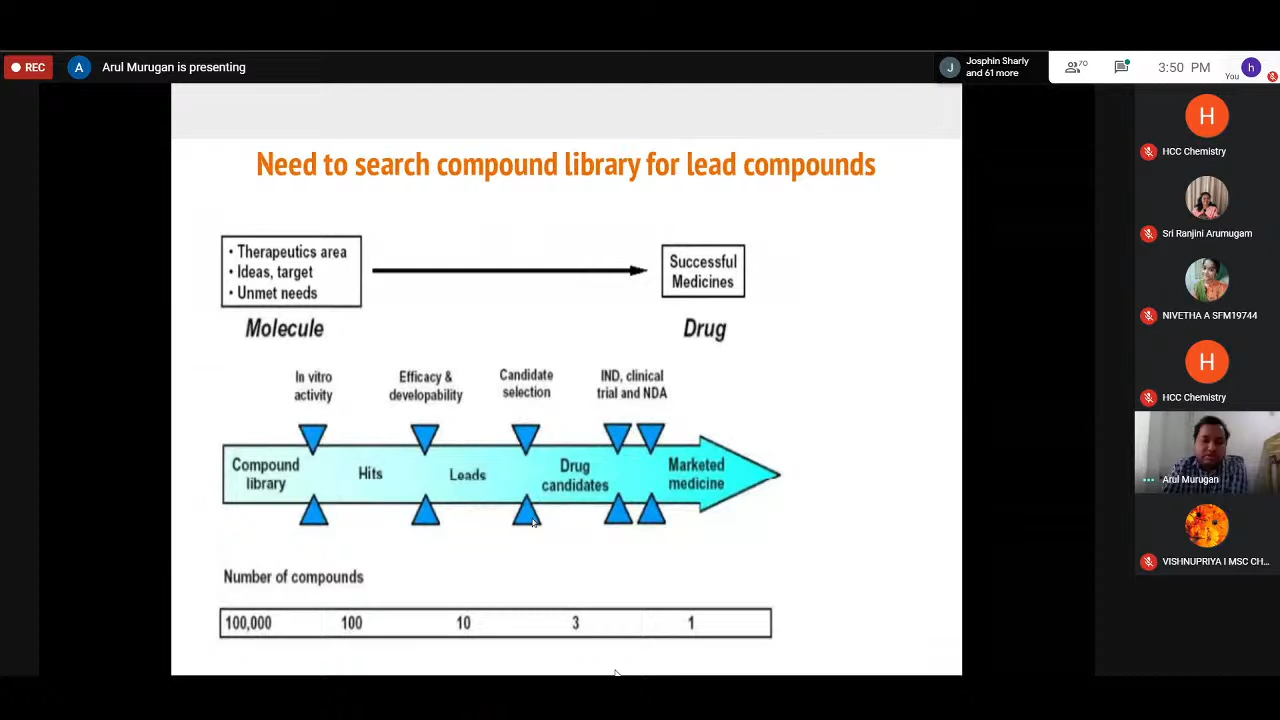 REC
A
Arul Murugan is presenting
J
Josphin Sharly
and 61 more
70
3:50 PM
You
h
Need to search compound library for lead compounds
• Therapeutics area
• Ideas, target
• Unmet needs
Successful
Medicines
Molecule
Drug
In vitro
activity
Efficacy &
developability
Candidate
selection
IND, clinical
trial and NDA
Compound
library
Hits
Leads
Drug
candidates
Marketed
medicine
Number of compounds
100,000 100 10 3 1
H
HCC Chemistry
Sri Ranjini Arumugam
NIVETHA A SFM19744
H
HCC Chemistry
Arul Murugan
VISHNUPRIYA I MSC CH...